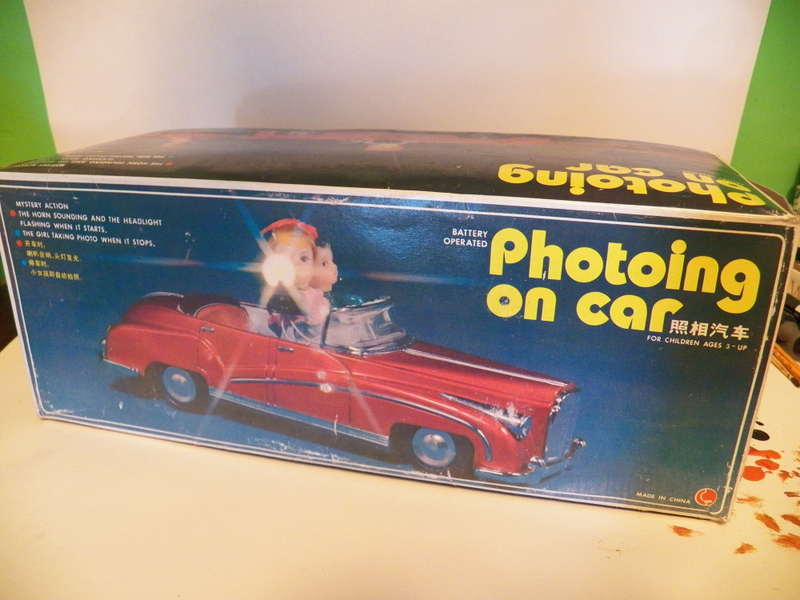 Photoing
on car
MYSTERY ACTION
THE HORN SOUNDING AND THE HEADLIGHT
FLASHING WHEN IT STARTS.
THE GIRL TAKING PHOTO WHEN IT STOPS.
开车时,
喇叭会响,头灯发光。
停车时,
小女孩即自动拍照。
BATTERY
OPERATED
Photoing
on car
照相汽车
FOR CHILDREN AGES 3-UP
MADE IN CHINA